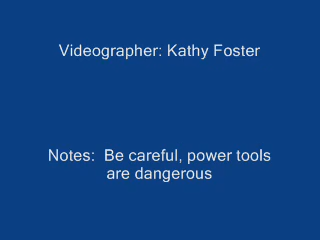 Videographer: Kathy Foster
Notes:  Be careful, power tools
are dangerous